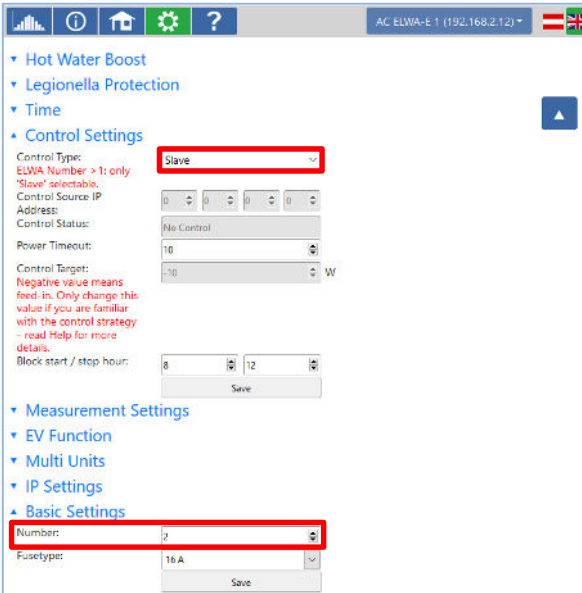 ?
AC ELWA-E 1 (192.168.2.12)
Hot Water Boost
Legionella Protection
Time
Control Settings
Control Type:
Slave
ELWA Number > 1: only
'Slave' selectable.
Control Source IP
Address:
0 0 0 0
Control Status:
No Control
Power Timeout:
10
Control Target:
-10 W
Negative value means
feed-in. Only change this
value if you are familiar
with the control strategy
- read Help for more
details.
Block start / stop hour:
8 12
Save
Measurement Settings
EV Function
Multi Units
IP Settings
Basic Settings
Number:
2
Fusetype:
16 A
Save